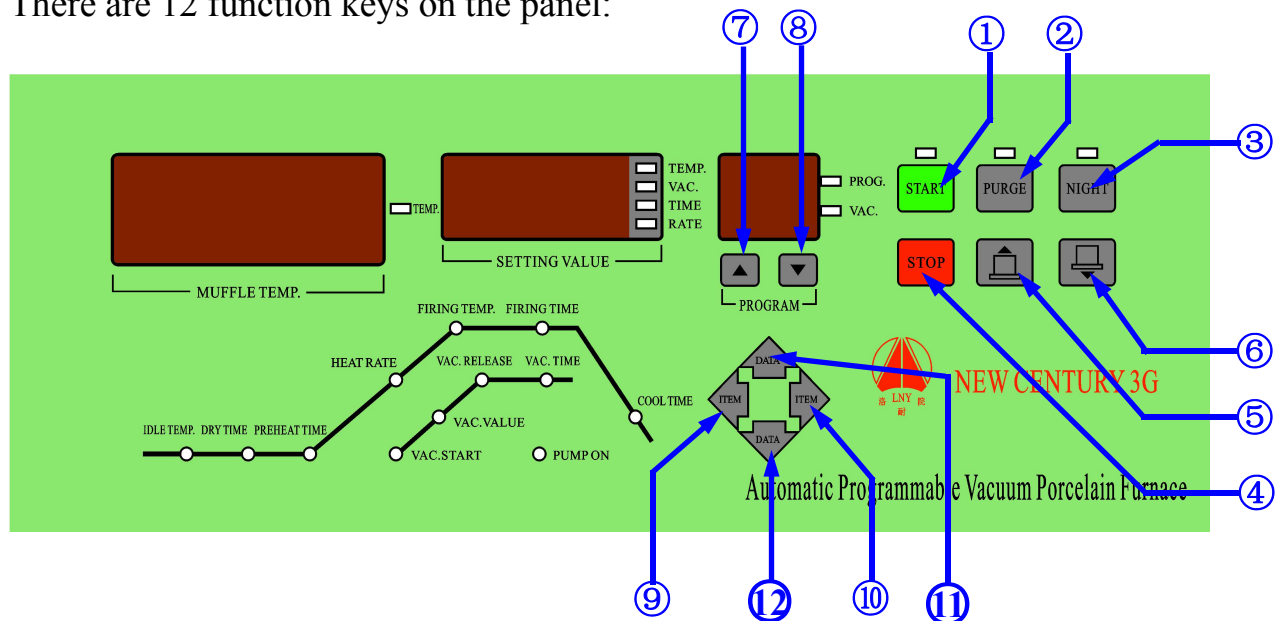 There are 12 function keys on the panel:
⑦ ⑧ ① ②
③
TEMP.
VAC.
TIME
RATE
TEMP.
PROG.
VAC.
START PURGE NIGHT
SETTING VALUE
MUFFLE TEMP.
PROGRAM
STOP
FIRING TEMP. FIRING TIME
HEAT RATE
VAC. RELEASE VAC. TIME
⑥
DATA
ITEM ITEM
DATA
洛 LNY 院
耐
NEW CENTURY 3G
COOL TIME
⑤
IDLE TEMP. DRY TIME PREHEAT TIME
VAC.VALUE
VAC.START PUMP ON
Automatic Programmable Vacuum Porcelain Furnace
④
⑨ ⑫ ⑩ ⑪